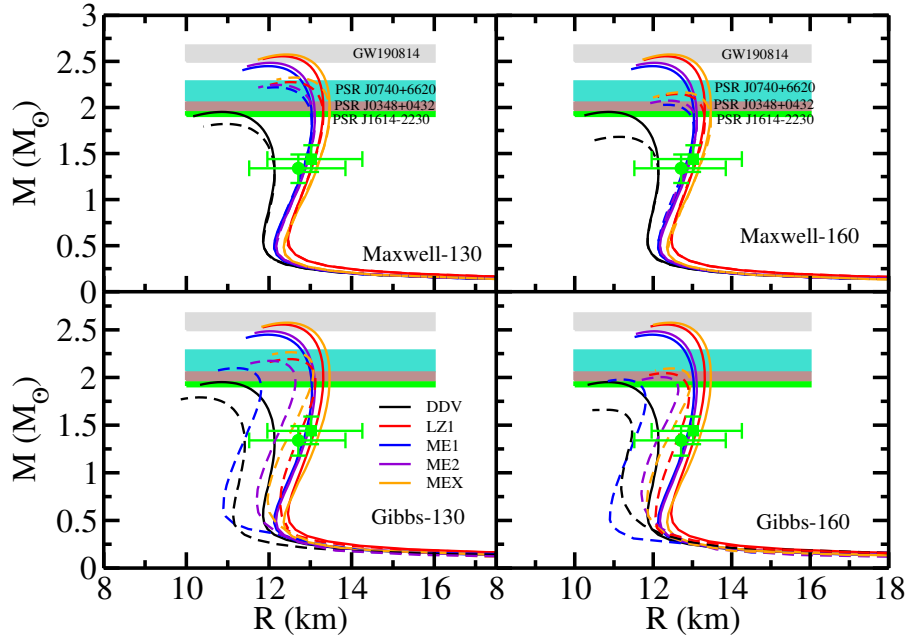 3
2.5
2
1.5
1
0.5
0
M (M⊙)
GW190814
PSR J0740+6620
PSR J0348+0432
PSR J1614-2230
Maxwell-130
GW190814
PSR J0740+6620
PSR J0348+0432
PSR J1614-2230
Maxwell-160
2.5
2
1.5
1
0.5
0
M (M⊙)
DDV
LZ1
ME1
ME2
MEX
Gibbs-130
Gibbs-160
8 10 12 14 16 8 10 12 14 16 18
R (km) R (km)